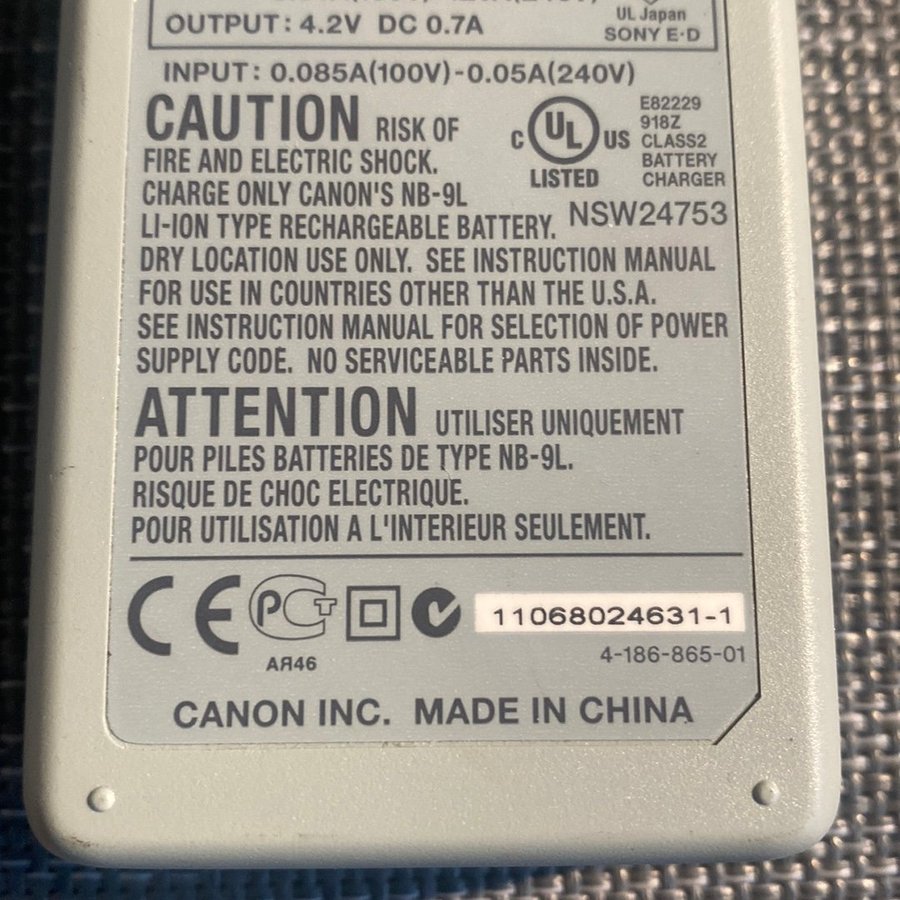 OUTPUT: 4.2V DC 0.7A
UL Japan
SONY E·D
INPUT: 0.085A(100V)-0.05A(240V)
CAUTION RISK OF
FIRE AND ELECTRIC SHOCK.
CHARGE ONLY CANON'S NB-9L
LI-ION TYPE RECHARGEABLE BATTERY.
DRY LOCATION USE ONLY. SEE INSTRUCTION MANUAL
FOR USE IN COUNTRIES OTHER THAN THE U.S.A.
SEE INSTRUCTION MANUAL FOR SELECTION OF POWER
SUPPLY CODE. NO SERVICEABLE PARTS INSIDE.
C UL US
LISTED
E82229
918Z
CLASS2
BATTERY
CHARGER
NSW24753
ATTENTION UTILISER UNIQUEMENT
POUR PILES BATTERIES DE TYPE NB-9L.
RISQUE DE CHOC ELECTRIQUE.
POUR UTILISATION A L'INTERIEUR SEULEMENT.
CE PCT
AЯ46
11068024631-1
4-186-865-01
CANON INC. MADE IN CHINA